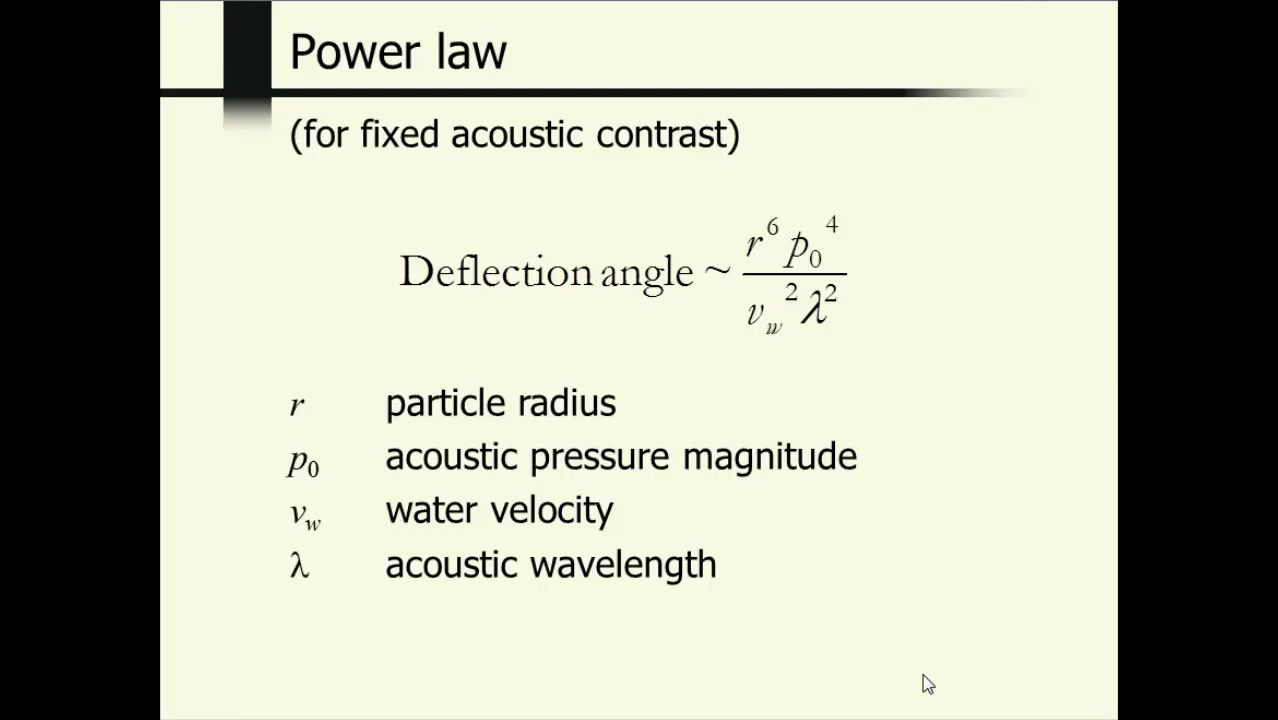 Power law
(for fixed acoustic contrast)
Deflection angle ~ r^6 p_0^4 / v_w^2 λ^2
r particle radius
p_0 acoustic pressure magnitude
v_w water velocity
λ acoustic wavelength